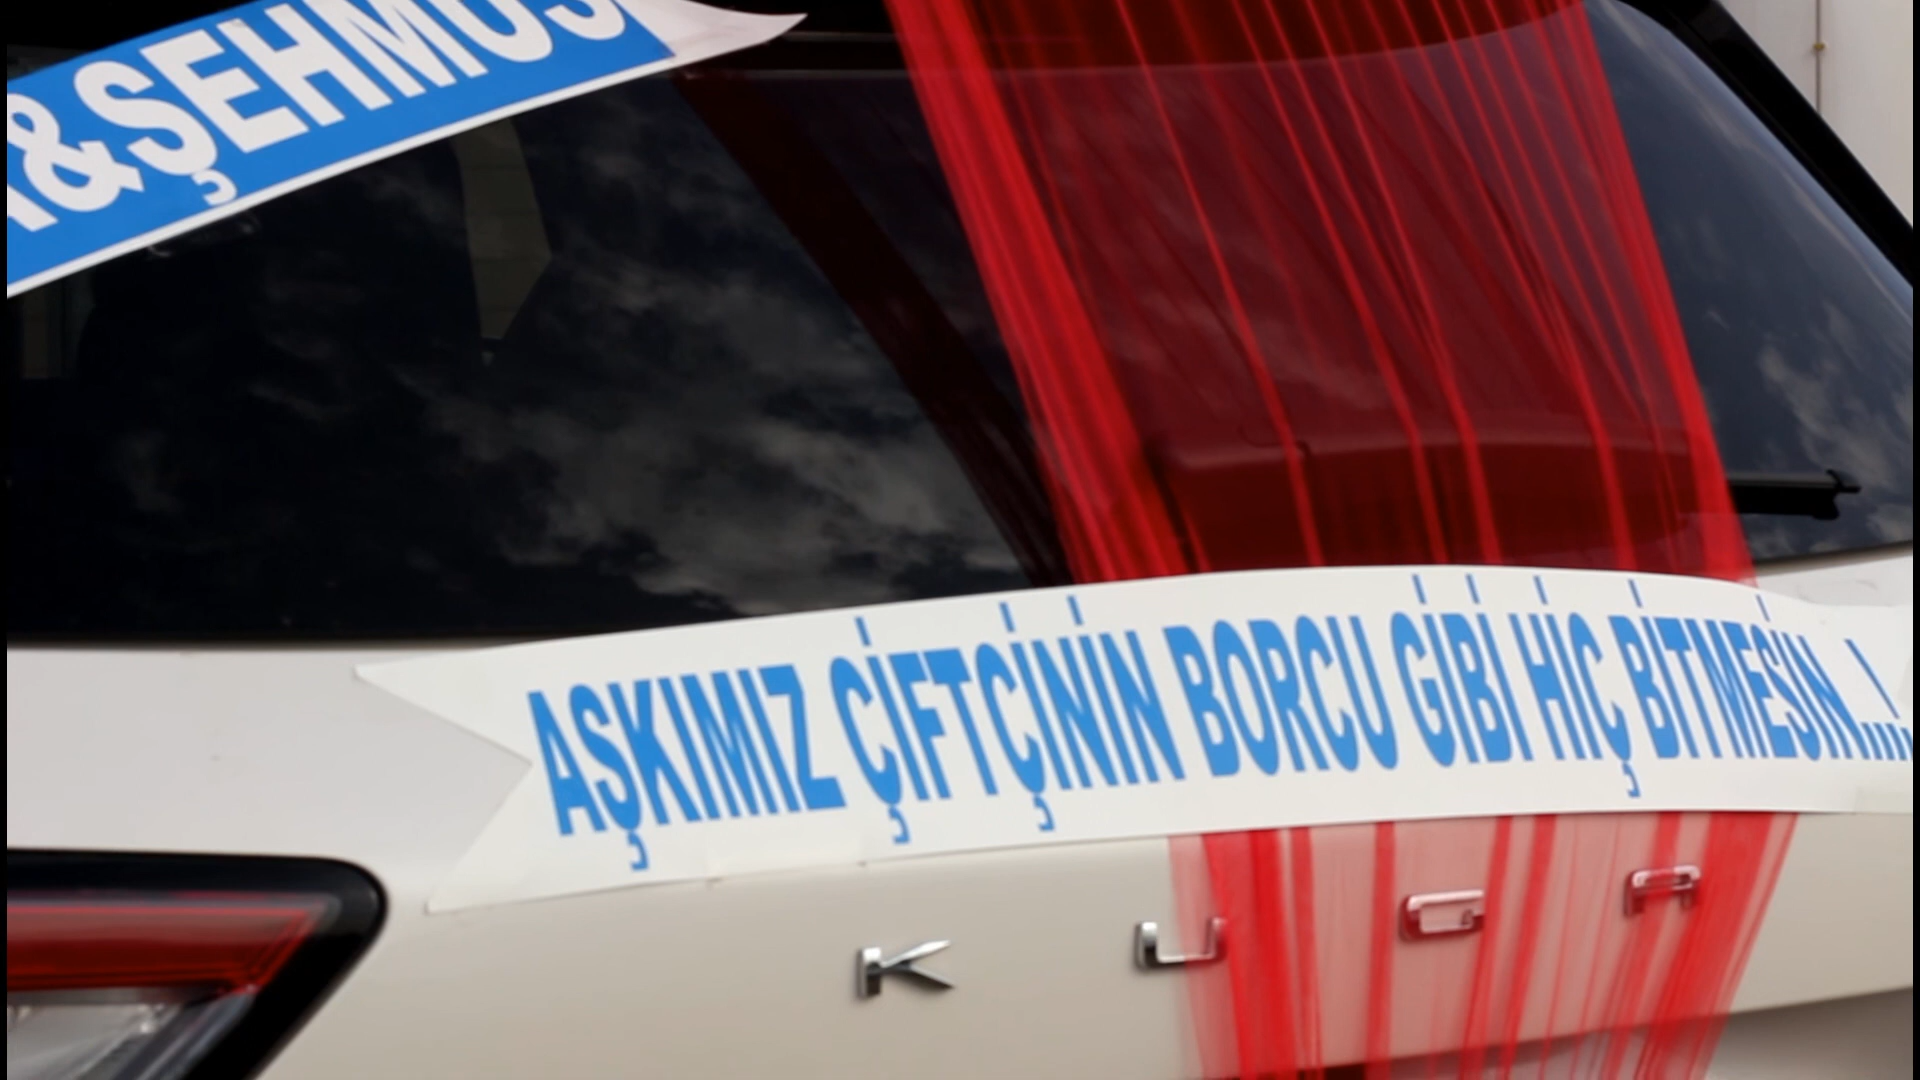 & ŞEHMUS
AŞKIMIZ ÇİFTÇİNİN BORCU GİBİ HİÇ BİTMESİN...!
KUGA